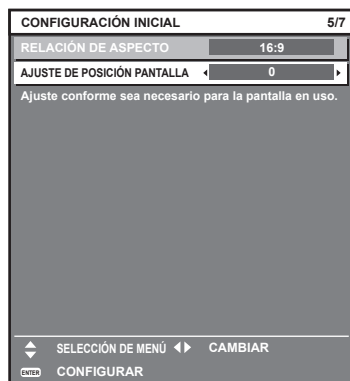 CONFIGURACIÓN INICIAL 5/7
RELACIÓN DE ASPECTO 16:9
AJUSTE DE POSICIÓN PANTALLA 0
Ajuste conforme sea necesario para la pantalla en uso.
SELECCIÓN DE MENÚ CAMBIAR
ENTER CONFIGURAR